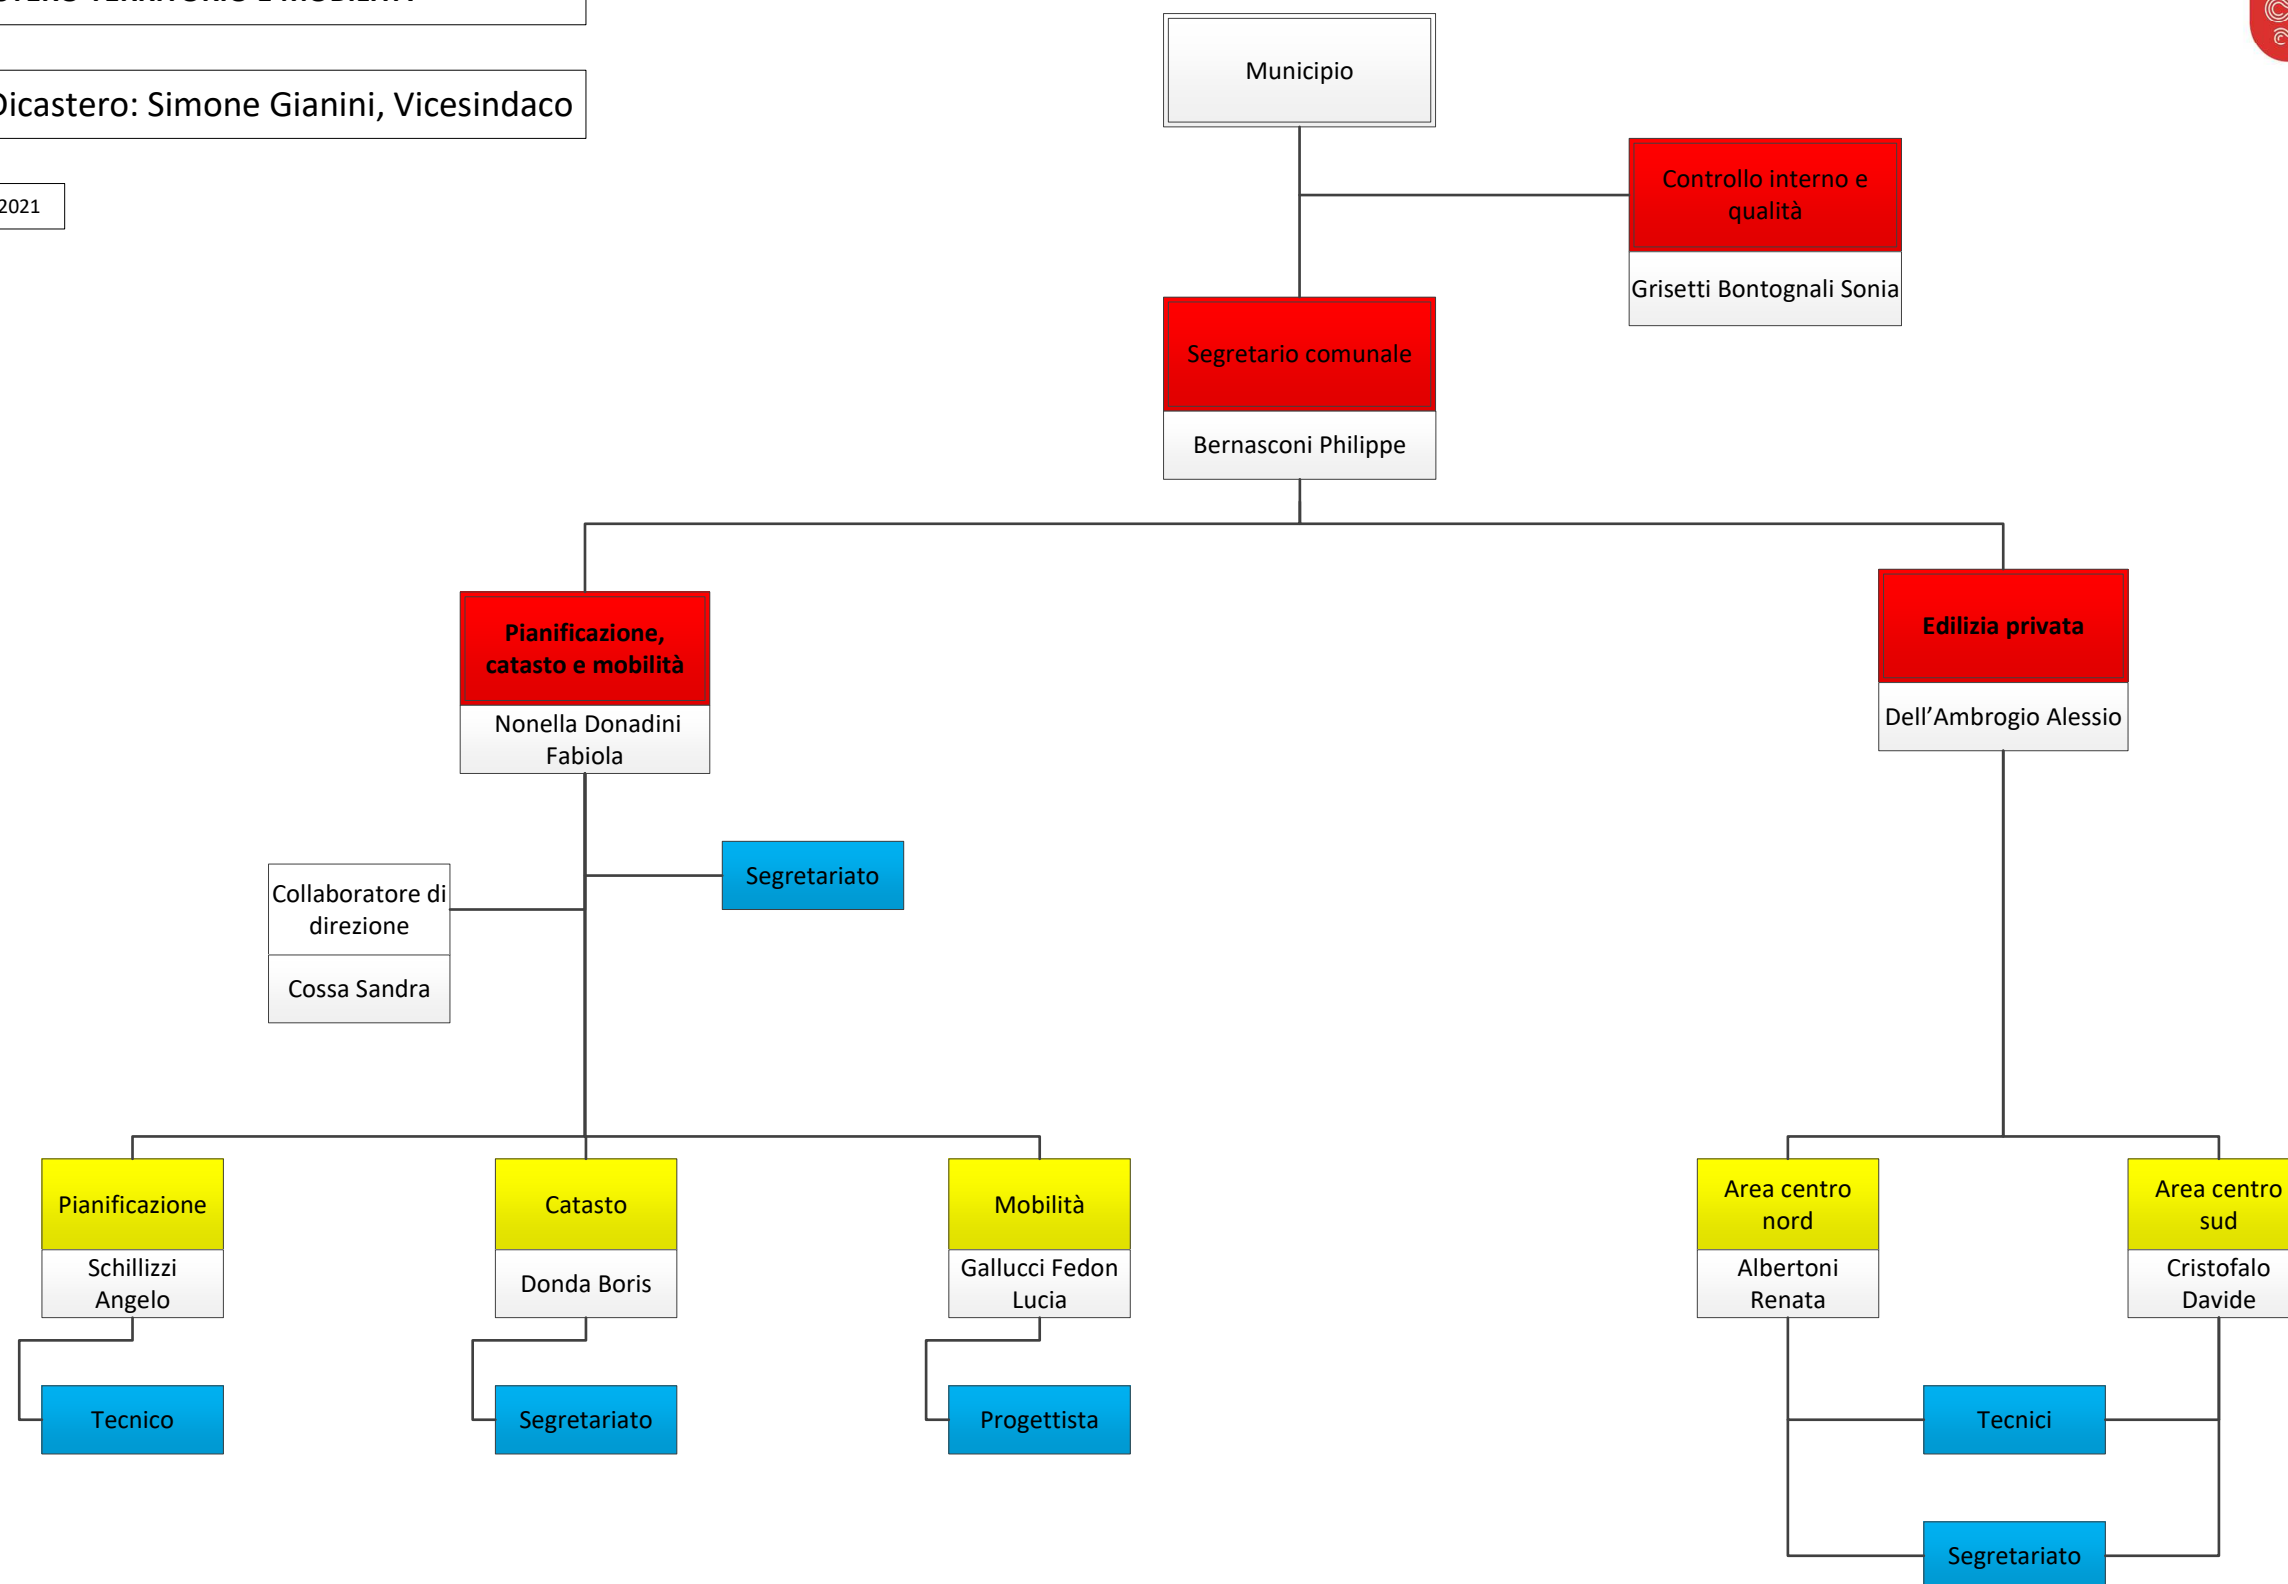 TERRITORIO E MOBILITÀ
Dicastero: Simone Gianini, Vicesindaco
2021
Municipio
Controllo interno e
qualità
Grisetti Bontognali Sonia
Segretario comunale
Bernasconi Philippe
Pianificazione,
catasto e mobilità
Nonella Donadini
Fabiola
Edilizia privata
Dell’Ambrogio Alessio
Segretariato
Collaboratore di
direzione
Cossa Sandra
Pianificazione
Schillizzi
Angelo
Catasto
Donda Boris
Mobilità
Gallucci Fedon
Lucia
Area centro
nord
Albertoni
Renata
Area centro
sud
Cristofalo
Davide
Tecnico
Segretariato
Progettista
Tecnici
Segretariato